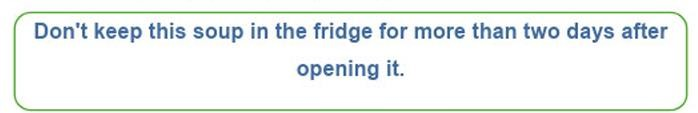 Don't keep this soup in the fridge for more than two days after
opening it.